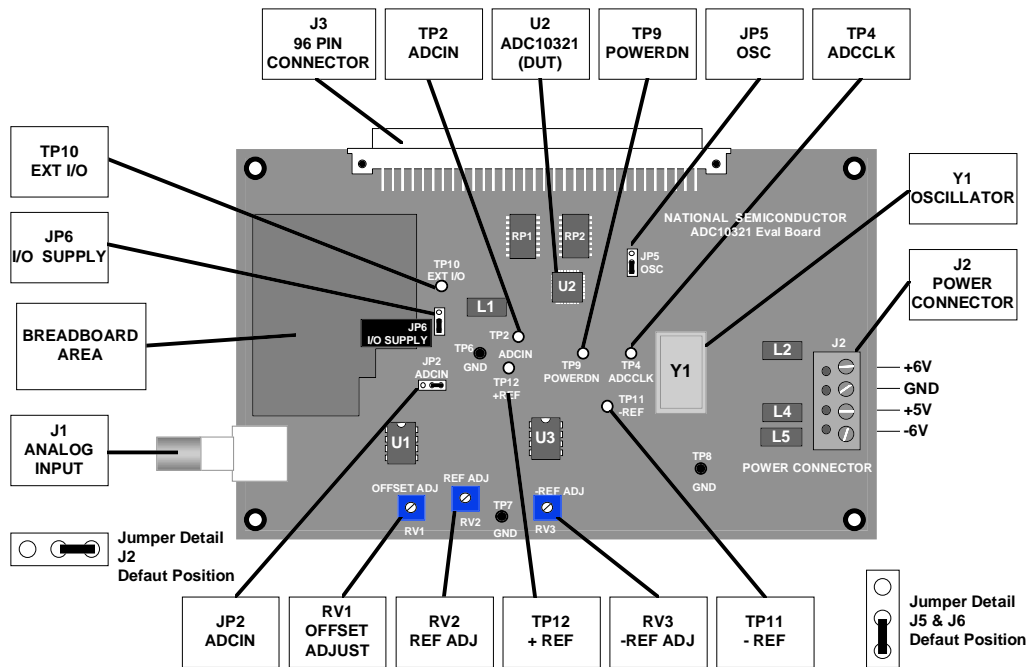 J3
96 PIN
CONNECTOR
TP2
ADCIN
U2
ADC10321
(DUT)
TP9
POWERDN
JP5
OSC
TP4
ADCCLK
TP10
EXT I/O
JP6
I/O SUPPLY
BREADBOARD
AREA
J1
ANALOG
INPUT
Y1
OSCILLATOR
J2
POWER
CONNECTOR
NATIONAL SEMICONDUCTOR
ADC10321 Eval Board
RP1
RP2
JP5
OSC
TP10
EXT I/O
U2
L1
JP6
I/O SUPPLY
TP2
ADCIN
TP6
GND
JP2
ADCIN
TP12
+REF
TP9
POWERDN
TP4
ADCCLK
Y1
L2
J2
+6V
GND
+5V
-6V
TP11
-REF
L4
L5
U1
U3
POWER CONNECTOR
TP8
GND
OFFSET ADJ
RV1
REF ADJ
RV2
TP7
GND
-REF ADJ
RV3
Jumper Detail
J2
Defaut Position
Jumper Detail
J5 & J6
Defaut Position
JP2
ADCIN
RV1
OFFSET
ADJUST
RV2
REF ADJ
TP12
+ REF
RV3
-REF ADJ
TP11
- REF